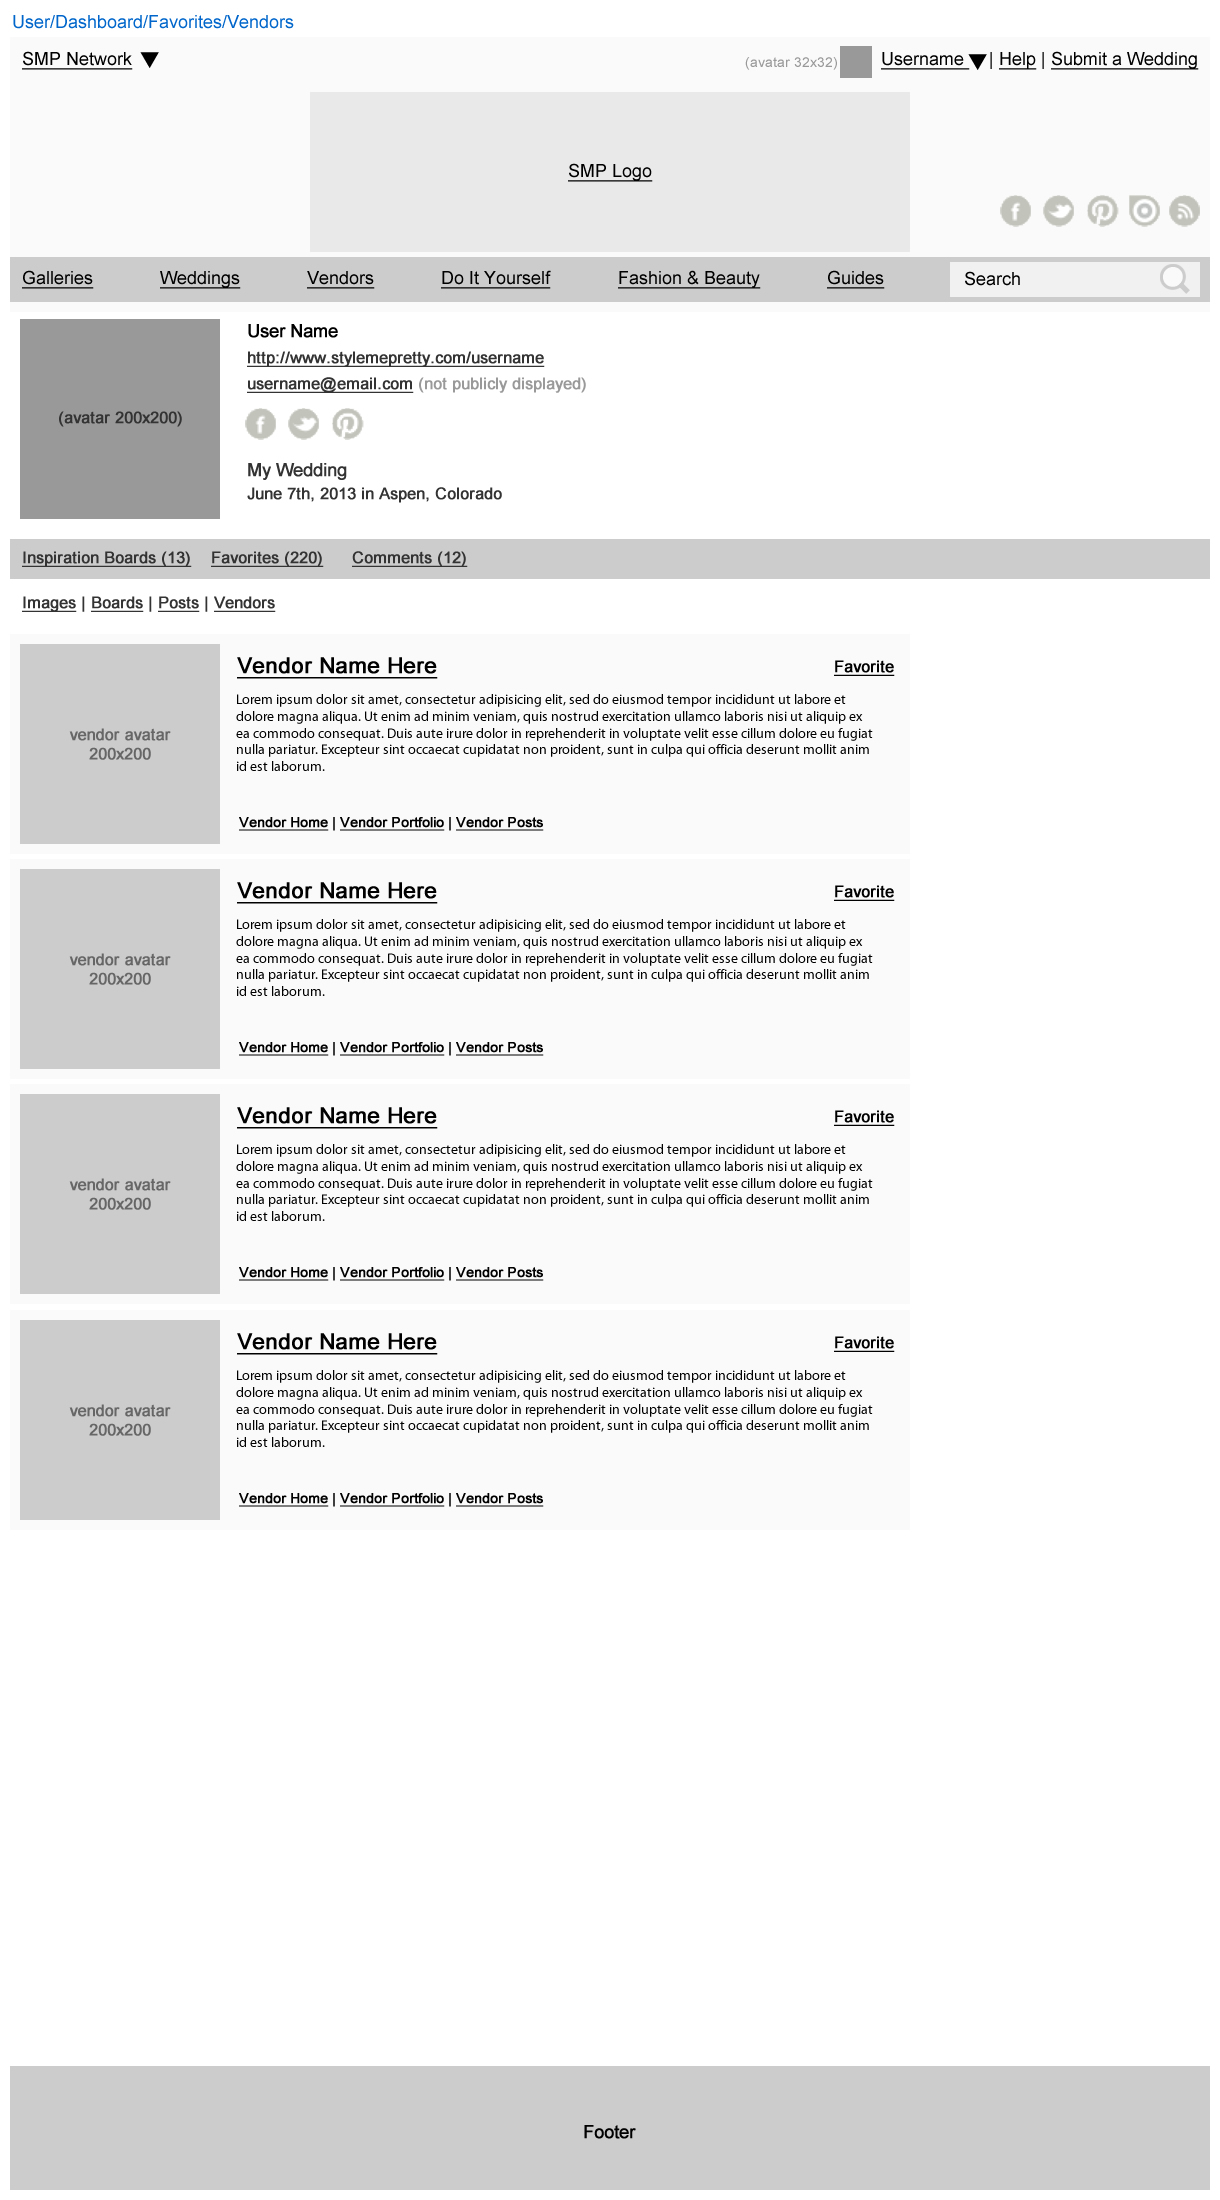 User/Dashboard/Favorites/Vendors
SMP Network
(avatar 32x32) Username | Help | Submit a Wedding
SMP Logo
Galleries Weddings Vendors Do It Yourself Fashion & Beauty Guides Search
(avatar 200x200)
User Name
http://www.stylemepretty.com/username
username@email.com (not publicly displayed)
My Wedding
June 7th, 2013 in Aspen, Colorado
Inspiration Boards (13) Favorites (220) Comments (12)
Images | Boards | Posts | Vendors
vendor avatar
200x200
Vendor Name Here Favorite
Lorem ipsum dolor sit amet, consectetur adipisicing elit, sed do eiusmod tempor incididunt ut labore et
dolore magna aliqua. Ut enim ad minim veniam, quis nostrud exercitation ullamco laboris nisi ut aliquip ex
ea commodo consequat. Duis aute irure dolor in reprehenderit in voluptate velit esse cillum dolore eu fugiat
nulla pariatur. Excepteur sint occaecat cupidatat non proident, sunt in culpa qui officia deserunt mollit anim
id est laborum.
Vendor Home | Vendor Portfolio | Vendor Posts
vendor avatar
200x200
Vendor Name Here Favorite
Lorem ipsum dolor sit amet, consectetur adipisicing elit, sed do eiusmod tempor incididunt ut labore et
dolore magna aliqua. Ut enim ad minim veniam, quis nostrud exercitation ullamco laboris nisi ut aliquip ex
ea commodo consequat. Duis aute irure dolor in reprehenderit in voluptate velit esse cillum dolore eu fugiat
nulla pariatur. Excepteur sint occaecat cupidatat non proident, sunt in culpa qui officia deserunt mollit anim
id est laborum.
Vendor Home | Vendor Portfolio | Vendor Posts
vendor avatar
200x200
Vendor Name Here Favorite
Lorem ipsum dolor sit amet, consectetur adipisicing elit, sed do eiusmod tempor incididunt ut labore et
dolore magna aliqua. Ut enim ad minim veniam, quis nostrud exercitation ullamco laboris nisi ut aliquip ex
ea commodo consequat. Duis aute irure dolor in reprehenderit in voluptate velit esse cillum dolore eu fugiat
nulla pariatur. Excepteur sint occaecat cupidatat non proident, sunt in culpa qui officia deserunt mollit anim
id est laborum.
Vendor Home | Vendor Portfolio | Vendor Posts
vendor avatar
200x200
Vendor Name Here Favorite
Lorem ipsum dolor sit amet, consectetur adipisicing elit, sed do eiusmod tempor incididunt ut labore et
dolore magna aliqua. Ut enim ad minim veniam, quis nostrud exercitation ullamco laboris nisi ut aliquip ex
ea commodo consequat. Duis aute irure dolor in reprehenderit in voluptate velit esse cillum dolore eu fugiat
nulla pariatur. Excepteur sint occaecat cupidatat non proident, sunt in culpa qui officia deserunt mollit anim
id est laborum.
Vendor Home | Vendor Portfolio | Vendor Posts
Footer